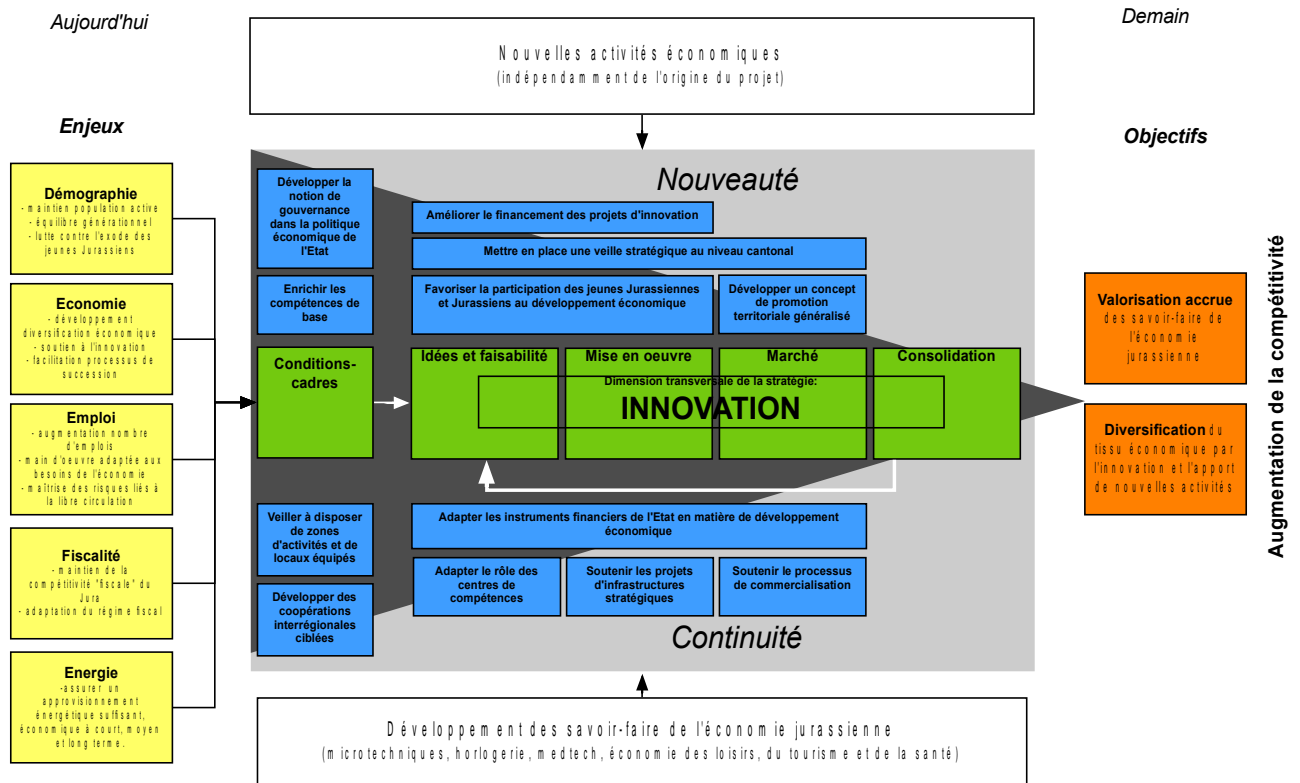 Aujourd'hui
Demain
Nouvelles activités économiques
(indépendamment de l'origine du projet)
Enjeux
Objectifs
Démographie
- maintien population active
- équilibre générationnel
- lutte contre l'exode des
jeunes Jurassiens
Economie
- développement
diversification économique
- soutien à l'innovation
- facilitation processus de
succession
Emploi
- augmentation nombre
d'emplois
- main d'oeuvre adaptée aux
besoins de l'économie
- maîtrise des risques liés à
la libre circulation
Fiscalité
- maintien de la
compétitivité "fiscale" du
Jura
- adaptation du régime fiscal
Energie
-assurer un
approvisionnement
énergétique suffisant,
économique à court, moyen
et long terme.
Nouveauté
Développer la
notion de
gouvernance
dans la politique
économique de
l'Etat
Améliorer le financement des projets d'innovation
Mettre en place une veille stratégique au niveau cantonal
Enrichir les
compétences de
base
Favoriser la participation des jeunes Jurassiennes
et Jurassiens au développement économique
Développer un concept
de promotion
territoriale généralisé
Conditions-
cadres
Idées et faisabilité
Mise en oeuvre
Marché
Consolidation
Dimension transversale de la stratégie:
INNOVATION
Veiller à disposer
de zones
d'activités et de
locaux équipés
Adapter les instruments financiers de l'Etat en matière de développement
économique
Développer des
coopérations
interrégionales
ciblées
Adapter le rôle des
centres de
compétences
Soutenir les projets
d'infrastructures
stratégiques
Soutenir le processus
de commercialisation
Continuité
Développement des savoir-faire de l'économie jurassienne
(microtechniques, horlogerie, medtech, économie des loisirs, du tourisme et de la santé)
Valorisation accrue
des savoir-faire de
l'économie
jurassienne
Diversification du
tissu économique par
l'innovation et l'apport
de nouvelles activités
Augmentation de la compétitivité